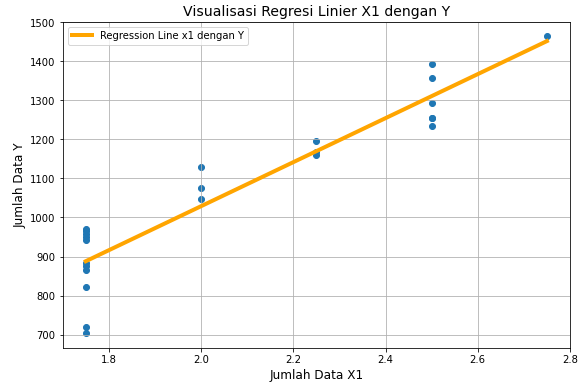 Visualisasi Regresi Linier X1 dengan Y
Regression Line x1 dengan Y
Jumlah Data Y
1500
1400
1300
1200
1100
1000
900
800
700
1.8 2.0 2.2 2.4 2.6 2.8
Jumlah Data X1